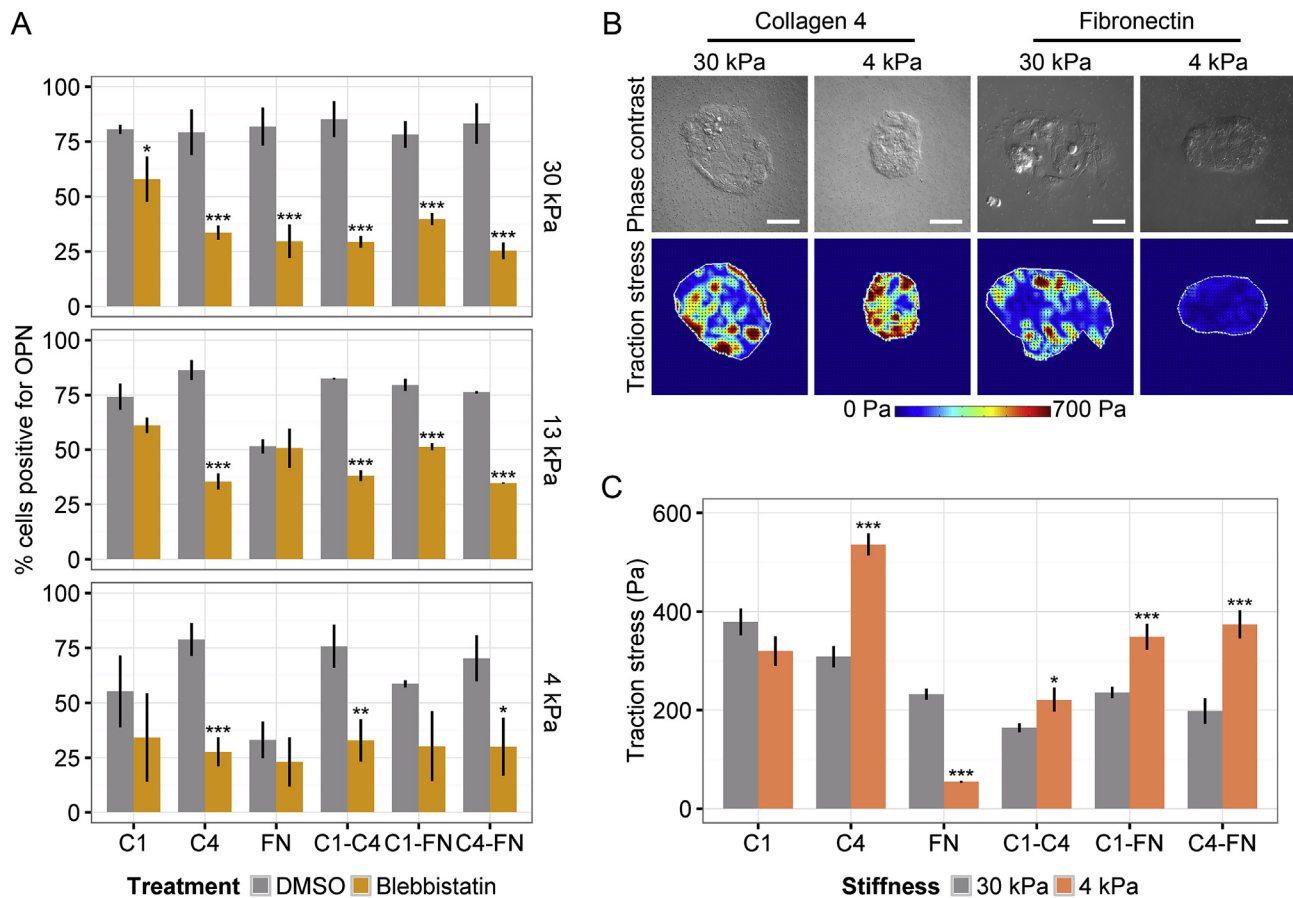 A
% cells positive for OPN
100
75
50
25
0
*
***
***
***
***
***
30 kPa
100
75
50
25
0
***
***
***
***
13 kPa
100
75
50
25
0
***
**
*
4 kPa
C1 C4 FN C1-C4 C1-FN C4-FN
Treatment DMSO Blebbistatin
B
Collagen 4 Fibronectin
30 kPa 4 kPa 30 kPa 4 kPa
Phase contrast
Traction stress
0 Pa 700 Pa
C
Traction stress (Pa)
600
400
200
0
***
***
*
***
***
C1 C4 FN C1-C4 C1-FN C4-FN
Stiffness 30 kPa 4 kPa